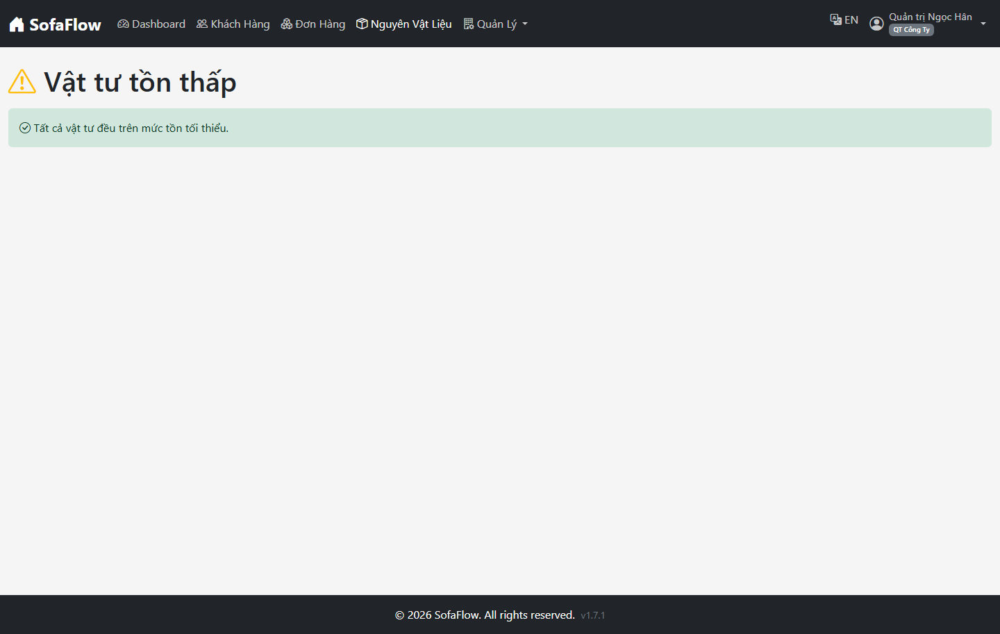 SofaFlow Dashboard Khách Hàng Đơn Hàng Nguyên Vật Liệu Quản Lý EN Quản trị Ngọc Hân
QT Công Ty
Vật tư tồn thấp
Tất cả vật tư đều trên mức tồn tối thiểu.
© 2026 SofaFlow. All rights reserved. v1.7.1